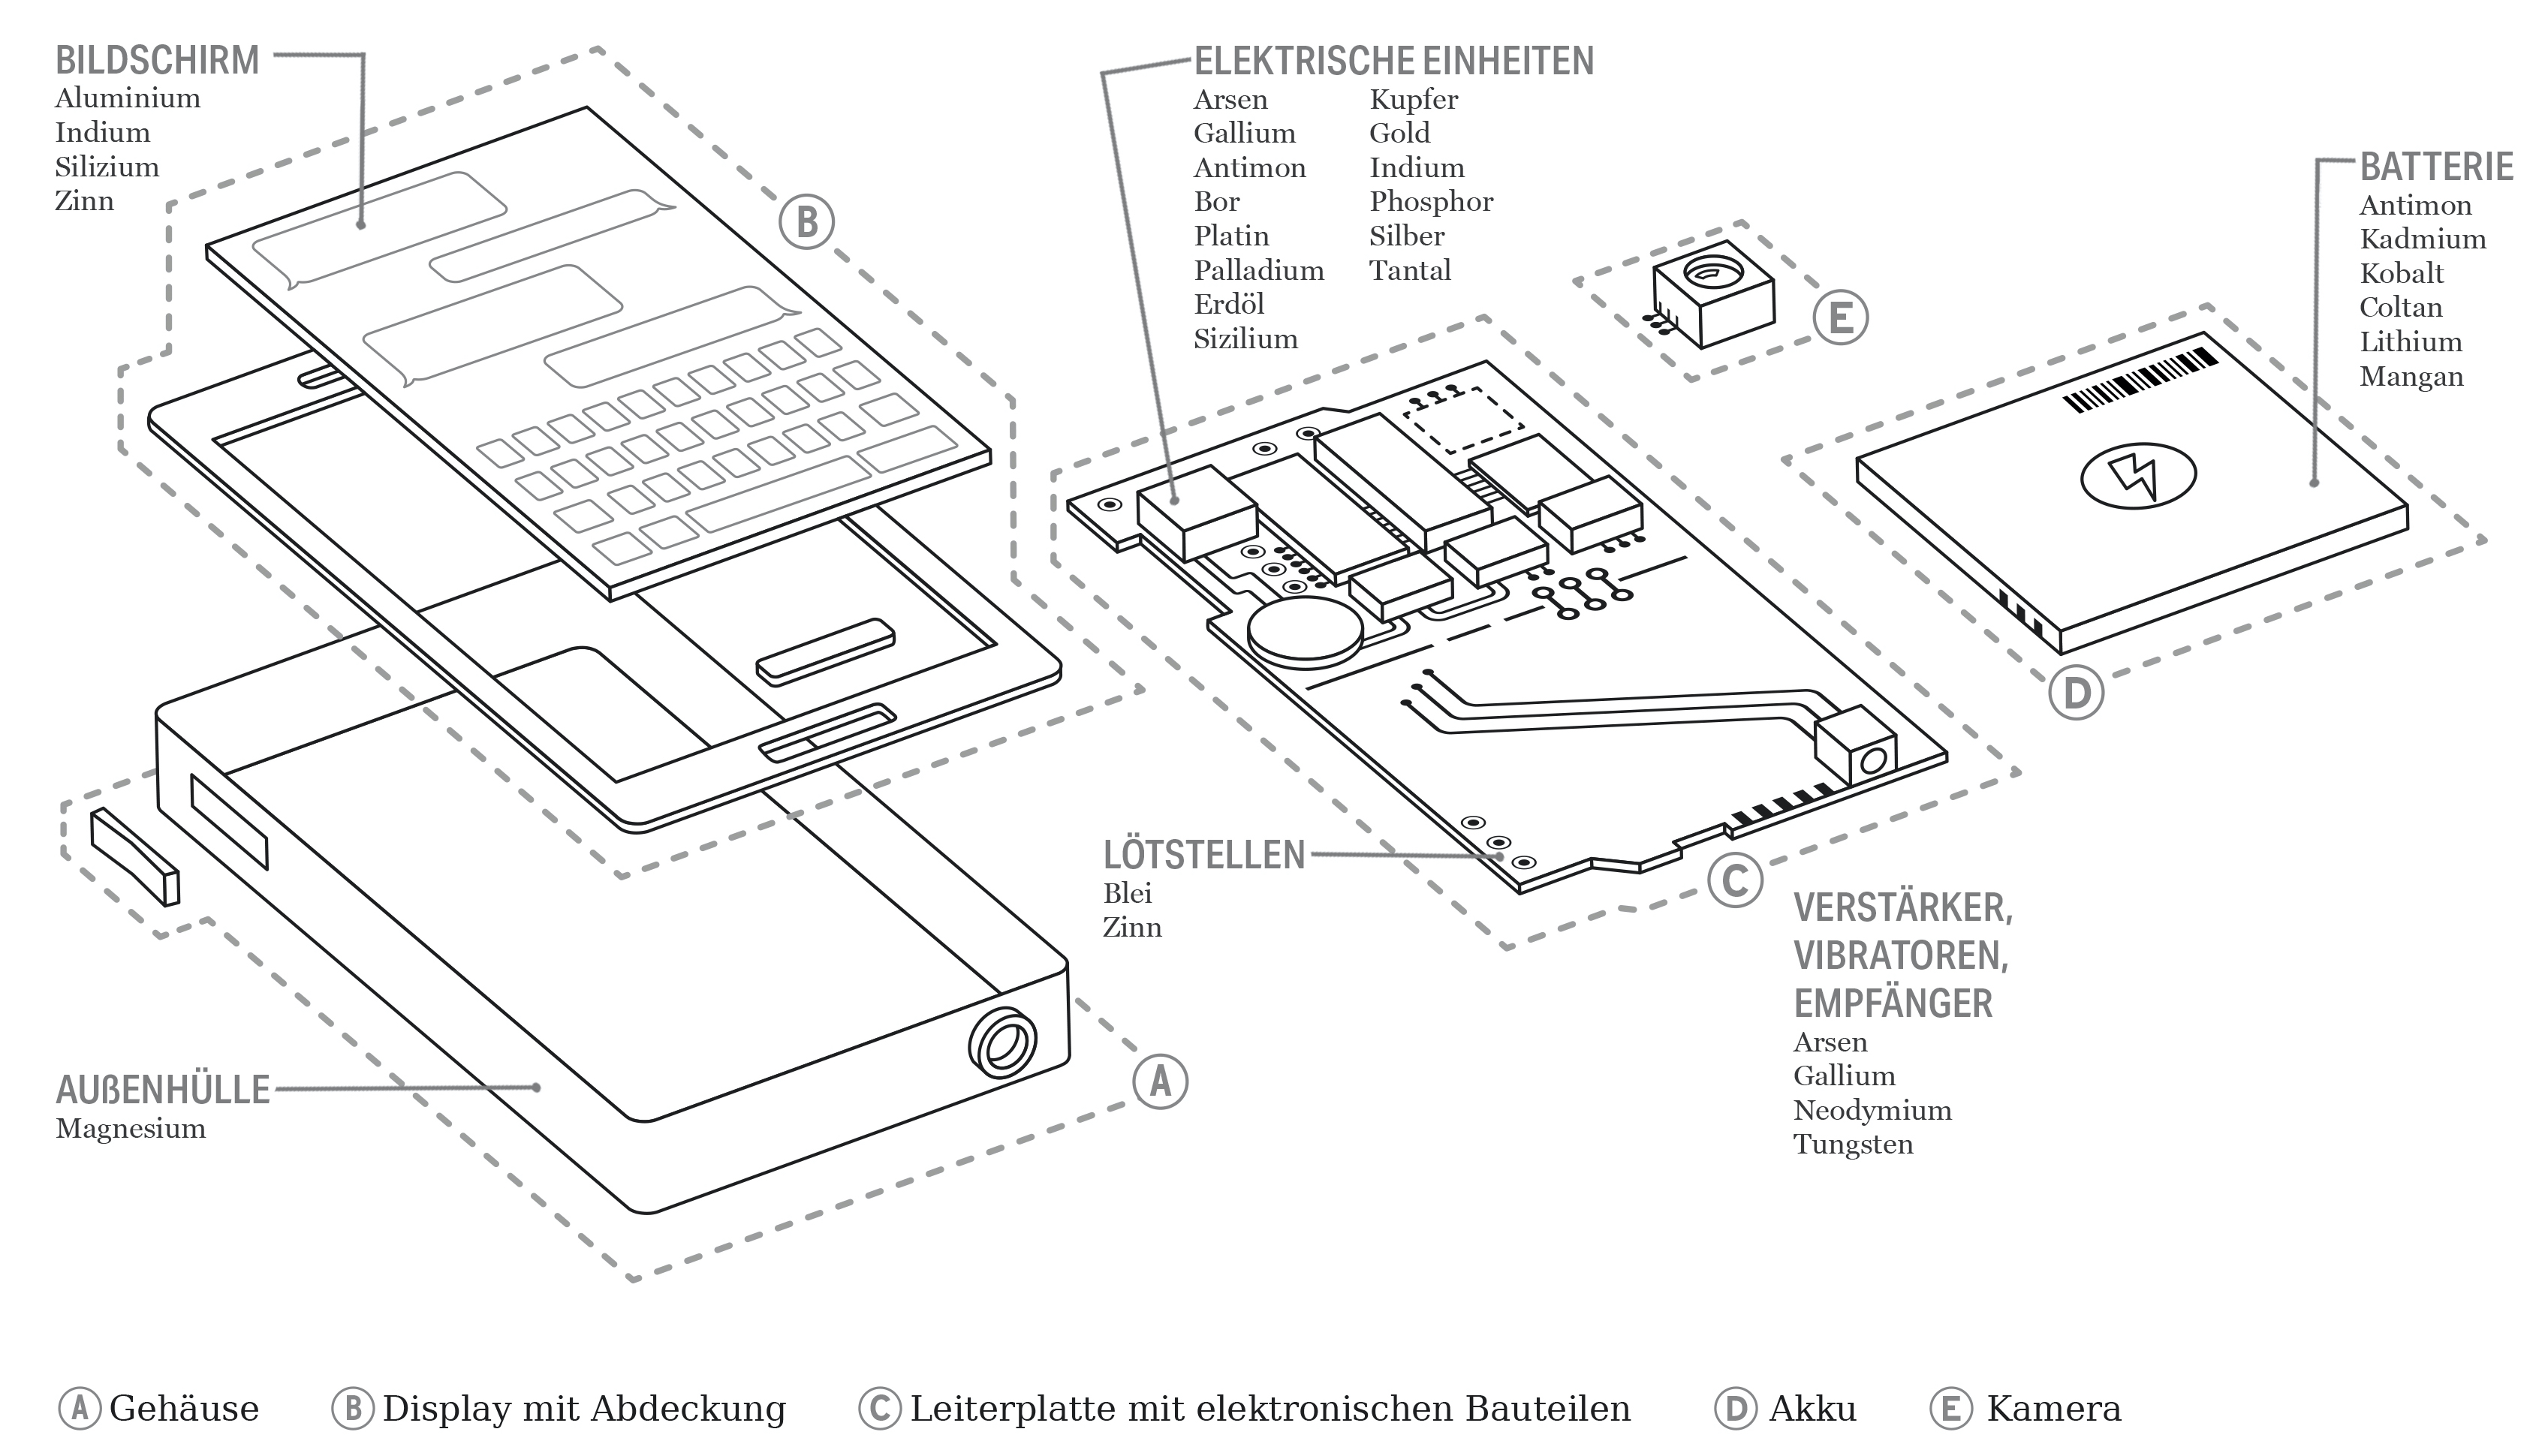 BILDSCHIRM
Aluminium
Indium
Silizium
Zinn
B
ELEKTRISCHE EINHEITEN
Arsen
Gallium
Antimon
Bor
Platin
Palladium
Erdöl
Sizilium
Kupfer
Gold
Indium
Phosphor
Silber
Tantal
E
BATTERIE
Antimon
Kadmium
Kobalt
Coltan
Lithium
Mangan
D
LÖTSTELLEN
Blei
Zinn
C
VERSTÄRKER,
VIBRATOREN,
EMPFÄNGER
Arsen
Gallium
Neodymium
Tungsten
AUßENHÜLLE
Magnesium
A
A Gehäuse B Display mit Abdeckung C Leiterplatte mit elektronischen Bauteilen D Akku E Kamera